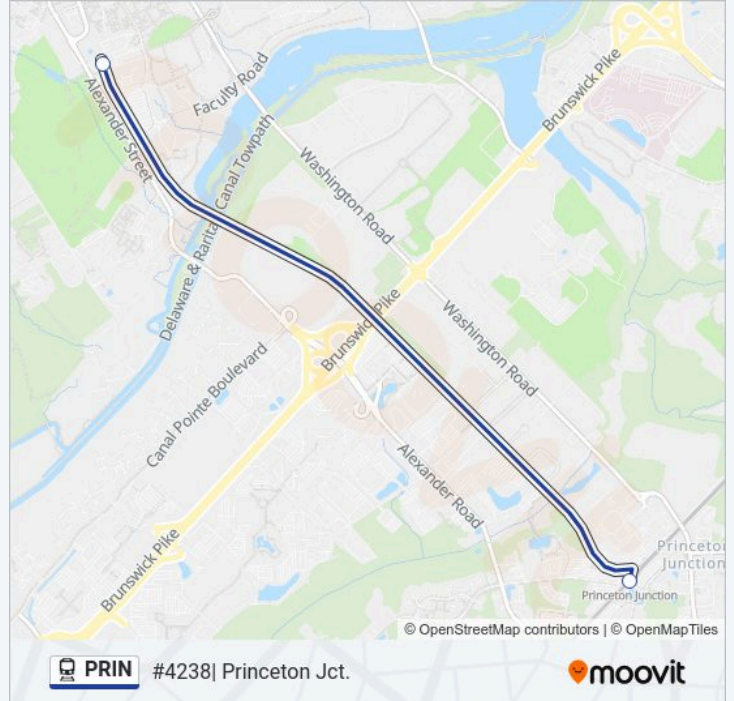 Faculty Road
Brunswick Pike
Alexander Street
Delaware & Raritan Canal Towpath
Washington Road
Brunswick Pike
Washington Road
Canal Pointe Boulevard
Alexander Road
Brunswick Pike
Princeton
Junction
Princeton Junction
© OpenStreetMap contributors | © OpenMapTiles
PRIN #4238| Princeton Jct.
moovit